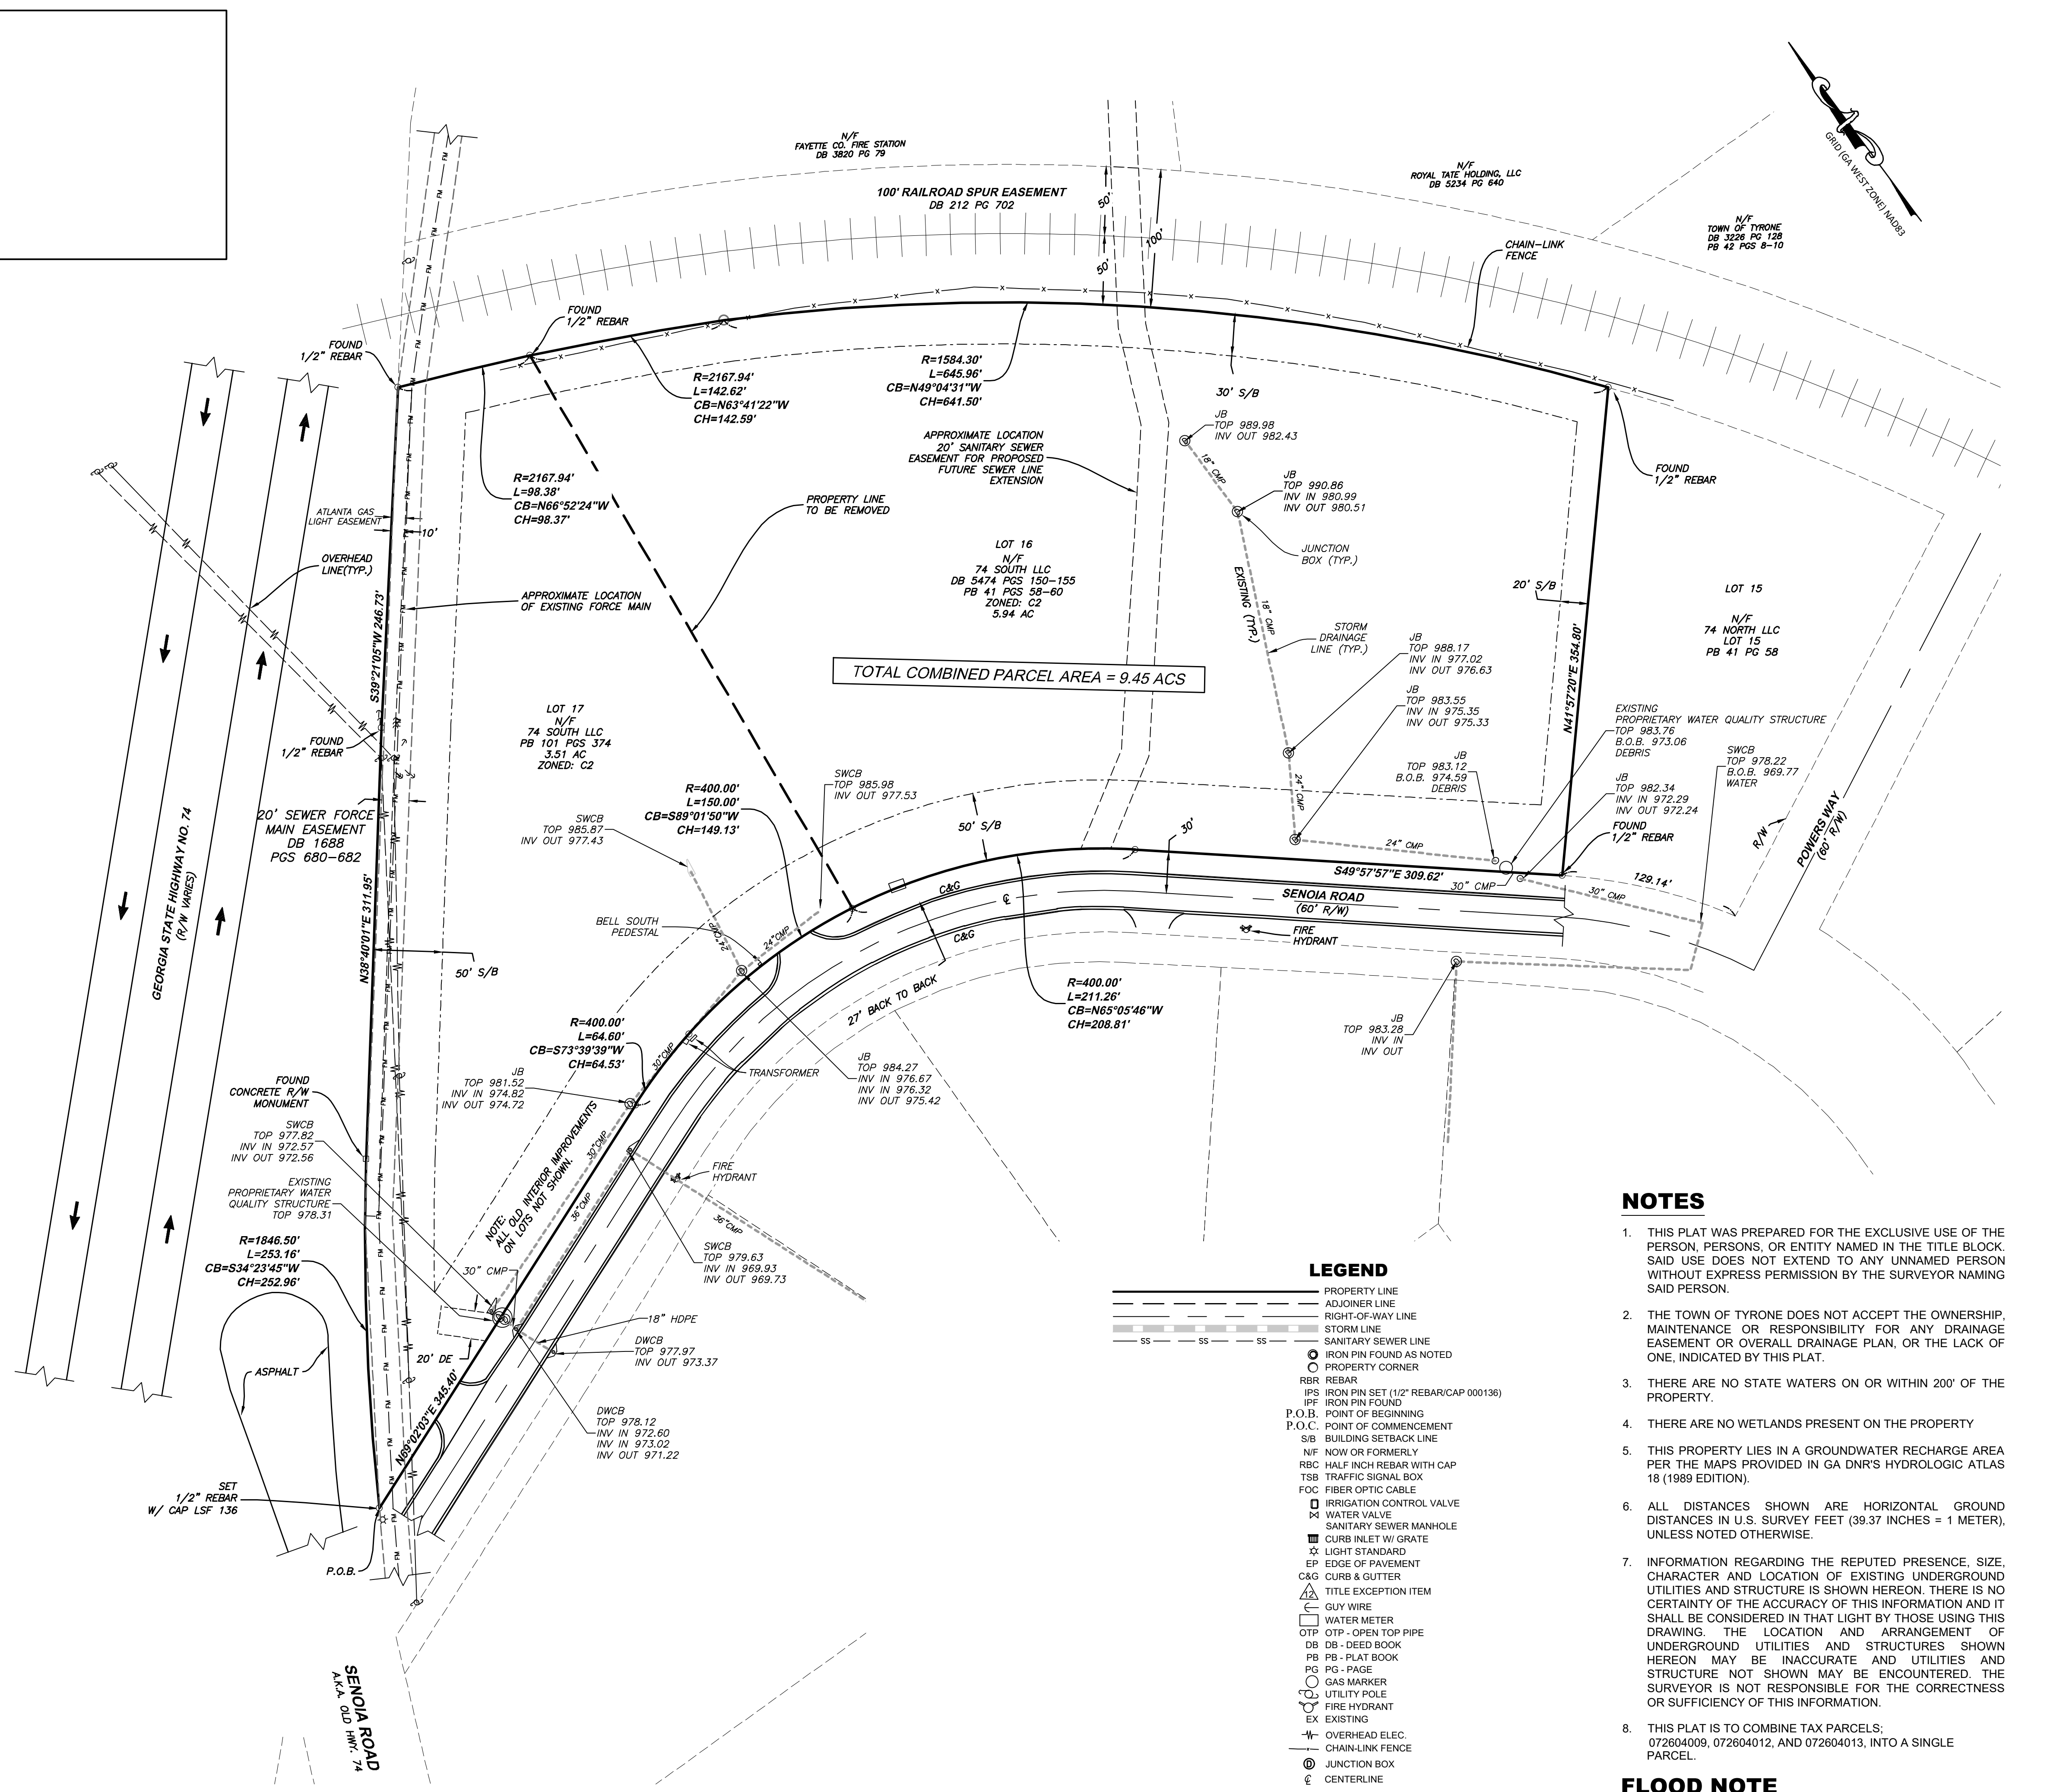 N/F
FAYETTE CO. FIRE STATION
DB 3820 PG 79
100' RAILROAD SPUR EASEMENT
DB 212 PG 702
50'
50'
100'
N/F
ROYAL TATE HOLDING, LLC
DB 5234 PG 640
N/F
TOWN OF TYRONE
DB 3226 PG 128
PB 42 PGS 8-10
GRID (GA WEST ZONE) NAD83
CHAIN-LINK
FENCE
FOUND
1/2" REBAR
FOUND
1/2" REBAR
R=2167.94'
L=142.62'
CB=N63°41'22"W
CH=142.59'
R=1584.30'
L=645.96'
CB=N49°04'31"W
CH=641.50'
30' S/B
JB
TOP 989.98
INV OUT 982.43
APPROXIMATE LOCATION
20' SANITARY SEWER
EASEMENT FOR PROPOSED
FUTURE SEWER LINE
EXTENSION
18" CMP
FOUND
1/2" REBAR
R=2167.94'
L=98.38'
CB=N66°52'24"W
CH=98.37'
JB
TOP 990.86
INV IN 980.99
INV OUT 980.51
PROPERTY LINE
TO BE REMOVED
ATLANTA GAS
LIGHT EASEMENT
10'
OVERHEAD
LINE(TYP.)
JUNCTION
BOX (TYP.)
LOT 16
N/F
74 SOUTH LLC
DB 5474 PGS 150-155
PB 41 PGS 58-60
ZONED: C2
5.94 AC
EXISTING (TYP.)
18" CMP
20' S/B
LOT 15
N/F
74 NORTH LLC
LOT 15
PB 41 PG 58
APPROXIMATE LOCATION
OF EXISTING FORCE MAIN
S39°21'05"W 246.73'
STORM
DRAINAGE
LINE (TYP.)
JB
TOP 988.17
INV IN 977.02
INV OUT 976.63
N41°57'20"E 354.80'
TOTAL COMBINED PARCEL AREA = 9.45 ACS
JB
TOP 983.55
INV IN 975.35
INV OUT 975.33
LOT 17
N/F
74 SOUTH LLC
PB 101 PGS 374
3.51 AC
ZONED: C2
EXISTING
PROPRIETARY WATER QUALITY STRUCTURE
TOP 983.76
B.O.B. 973.06
DEBRIS
FOUND
1/2" REBAR
SWCB
TOP 978.22
B.O.B. 969.77
WATER
JB
TOP 983.12
B.O.B. 974.59
DEBRIS
JB
TOP 982.34
INV IN 972.29
INV OUT 972.24
SWCB
TOP 985.98
INV OUT 977.53
R=400.00'
L=150.00'
CB=S89°01'50"W
CH=149.13'
24" CMP
20' SEWER FORCE
MAIN EASEMENT
DB 1688
PGS 680-682
GEORGIA STATE HIGHWAY NO. 74
(R/W VARIES)
SWCB
TOP 985.87
INV OUT 977.43
50' S/B
30'
FOUND
1/2" REBAR
R/W
POWERS WAY
(60' R/W)
24" CMP
S49°57'57"E 309.62'
30" CMP
129.14'
30" CMP
SENOIA ROAD
(60' R/W)
C&G
C&G
FIRE
HYDRANT
BELL SOUTH
PEDESTAL
24" CMP
24" CMP
N38°40'01"E 311.95'
50' S/B
27' BACK TO BACK
R=400.00'
L=211.26'
CB=N65°05'46"W
CH=208.81'
R=400.00'
L=64.60'
CB=S73°39'39"W
CH=64.53'
30"CMP
TRANSFORMER
JB
TOP 983.28
INV IN
INV OUT
JB
TOP 984.27
INV IN 976.67
INV IN 976.32
INV OUT 975.42
JB
TOP 981.52
INV IN 974.82
INV OUT 974.72
FOUND
CONCRETE R/W
MONUMENT
SWCB
TOP 977.82
INV IN 972.57
INV OUT 972.56
NOTE:
ALL OLD INTERIOR IMPROVEMENTS
ON LOTS NOT SHOWN.
30"CMP
36"CMP
FIRE
HYDRANT
36"CMP
EXISTING
PROPRIETARY WATER
QUALITY STRUCTURE
TOP 978.31
R=1846.50'
L=253.16'
CB=S34°23'45"W
CH=252.96'
SWCB
TOP 979.63
INV IN 969.93
INV OUT 969.73
30" CMP
18" HDPE
DWCB
TOP 977.97
INV OUT 973.37
20' DE
ASPHALT
N69°02'03"E 345.40'
DWCB
TOP 978.12
INV IN 972.60
INV IN 973.02
INV OUT 971.22
SET
1/2" REBAR
W/ CAP LSF 136
P.O.B.
SENOIA ROAD
A.K.A. OLD HWY. 74
LEGEND
PROPERTY LINE
ADJOINER LINE
RIGHT-OF-WAY LINE
STORM LINE
SS SS SS SANITARY SEWER LINE
IRON PIN FOUND AS NOTED
PROPERTY CORNER
RBR REBAR
IPS IRON PIN SET (1/2" REBAR/CAP 000136)
IPF IRON PIN FOUND
P.O.B. POINT OF BEGINNING
P.O.C. POINT OF COMMENCEMENT
S/B BUILDING SETBACK LINE
N/F NOW OR FORMERLY
RBC HALF INCH REBAR WITH CAP
TSB TRAFFIC SIGNAL BOX
FOC FIBER OPTIC CABLE
IRRIGATION CONTROL VALVE
WATER VALVE
SANITARY SEWER MANHOLE
CURB INLET W/ GRATE
LIGHT STANDARD
EP EDGE OF PAVEMENT
C&G CURB & GUTTER
12 TITLE EXCEPTION ITEM
GUY WIRE
WATER METER
OTP OTP - OPEN TOP PIPE
DB DB - DEED BOOK
PB PB - PLAT BOOK
PG PG - PAGE
GAS MARKER
UTILITY POLE
FIRE HYDRANT
EX EXISTING
OVERHEAD ELEC.
CHAIN-LINK FENCE
D JUNCTION BOX
CENTERLINE
NOTES
1. THIS PLAT WAS PREPARED FOR THE EXCLUSIVE USE OF THE
PERSON, PERSONS, OR ENTITY NAMED IN THE TITLE BLOCK.
SAID USE DOES NOT EXTEND TO ANY UNNAMED PERSON
WITHOUT EXPRESS PERMISSION BY THE SURVEYOR NAMING
SAID PERSON.
2. THE TOWN OF TYRONE DOES NOT ACCEPT THE OWNERSHIP,
MAINTENANCE OR RESPONSIBILITY FOR ANY DRAINAGE
EASEMENT OR OVERALL DRAINAGE PLAN, OR THE LACK OF
ONE, INDICATED BY THIS PLAT.
3. THERE ARE NO STATE WATERS ON OR WITHIN 200' OF THE
PROPERTY.
4. THERE ARE NO WETLANDS PRESENT ON THE PROPERTY
5. THIS PROPERTY LIES IN A GROUNDWATER RECHARGE AREA
PER THE MAPS PROVIDED IN GA DNR'S HYDROLOGIC ATLAS
18 (1989 EDITION).
6. ALL DISTANCES SHOWN ARE HORIZONTAL GROUND
DISTANCES IN U.S. SURVEY FEET (39.37 INCHES = 1 METER),
UNLESS NOTED OTHERWISE.
7. INFORMATION REGARDING THE REPUTED PRESENCE, SIZE,
CHARACTER AND LOCATION OF EXISTING UNDERGROUND
UTILITIES AND STRUCTURE IS SHOWN HEREON. THERE IS NO
CERTAINTY OF THE ACCURACY OF THIS INFORMATION AND IT
SHALL BE CONSIDERED IN THAT LIGHT BY THOSE USING THIS
DRAWING. THE LOCATION AND ARRANGEMENT OF
UNDERGROUND UTILITIES AND STRUCTURES SHOWN
HEREON MAY BE INACCURATE AND UTILITIES AND
STRUCTURE NOT SHOWN MAY BE ENCOUNTERED. THE
SURVEYOR IS NOT RESPONSIBLE FOR THE CORRECTNESS
OR SUFFICIENCY OF THIS INFORMATION.
8. THIS PLAT IS TO COMBINE TAX PARCELS;
072604009, 072604012, AND 072604013, INTO A SINGLE
PARCEL.
FLOOD NOTE